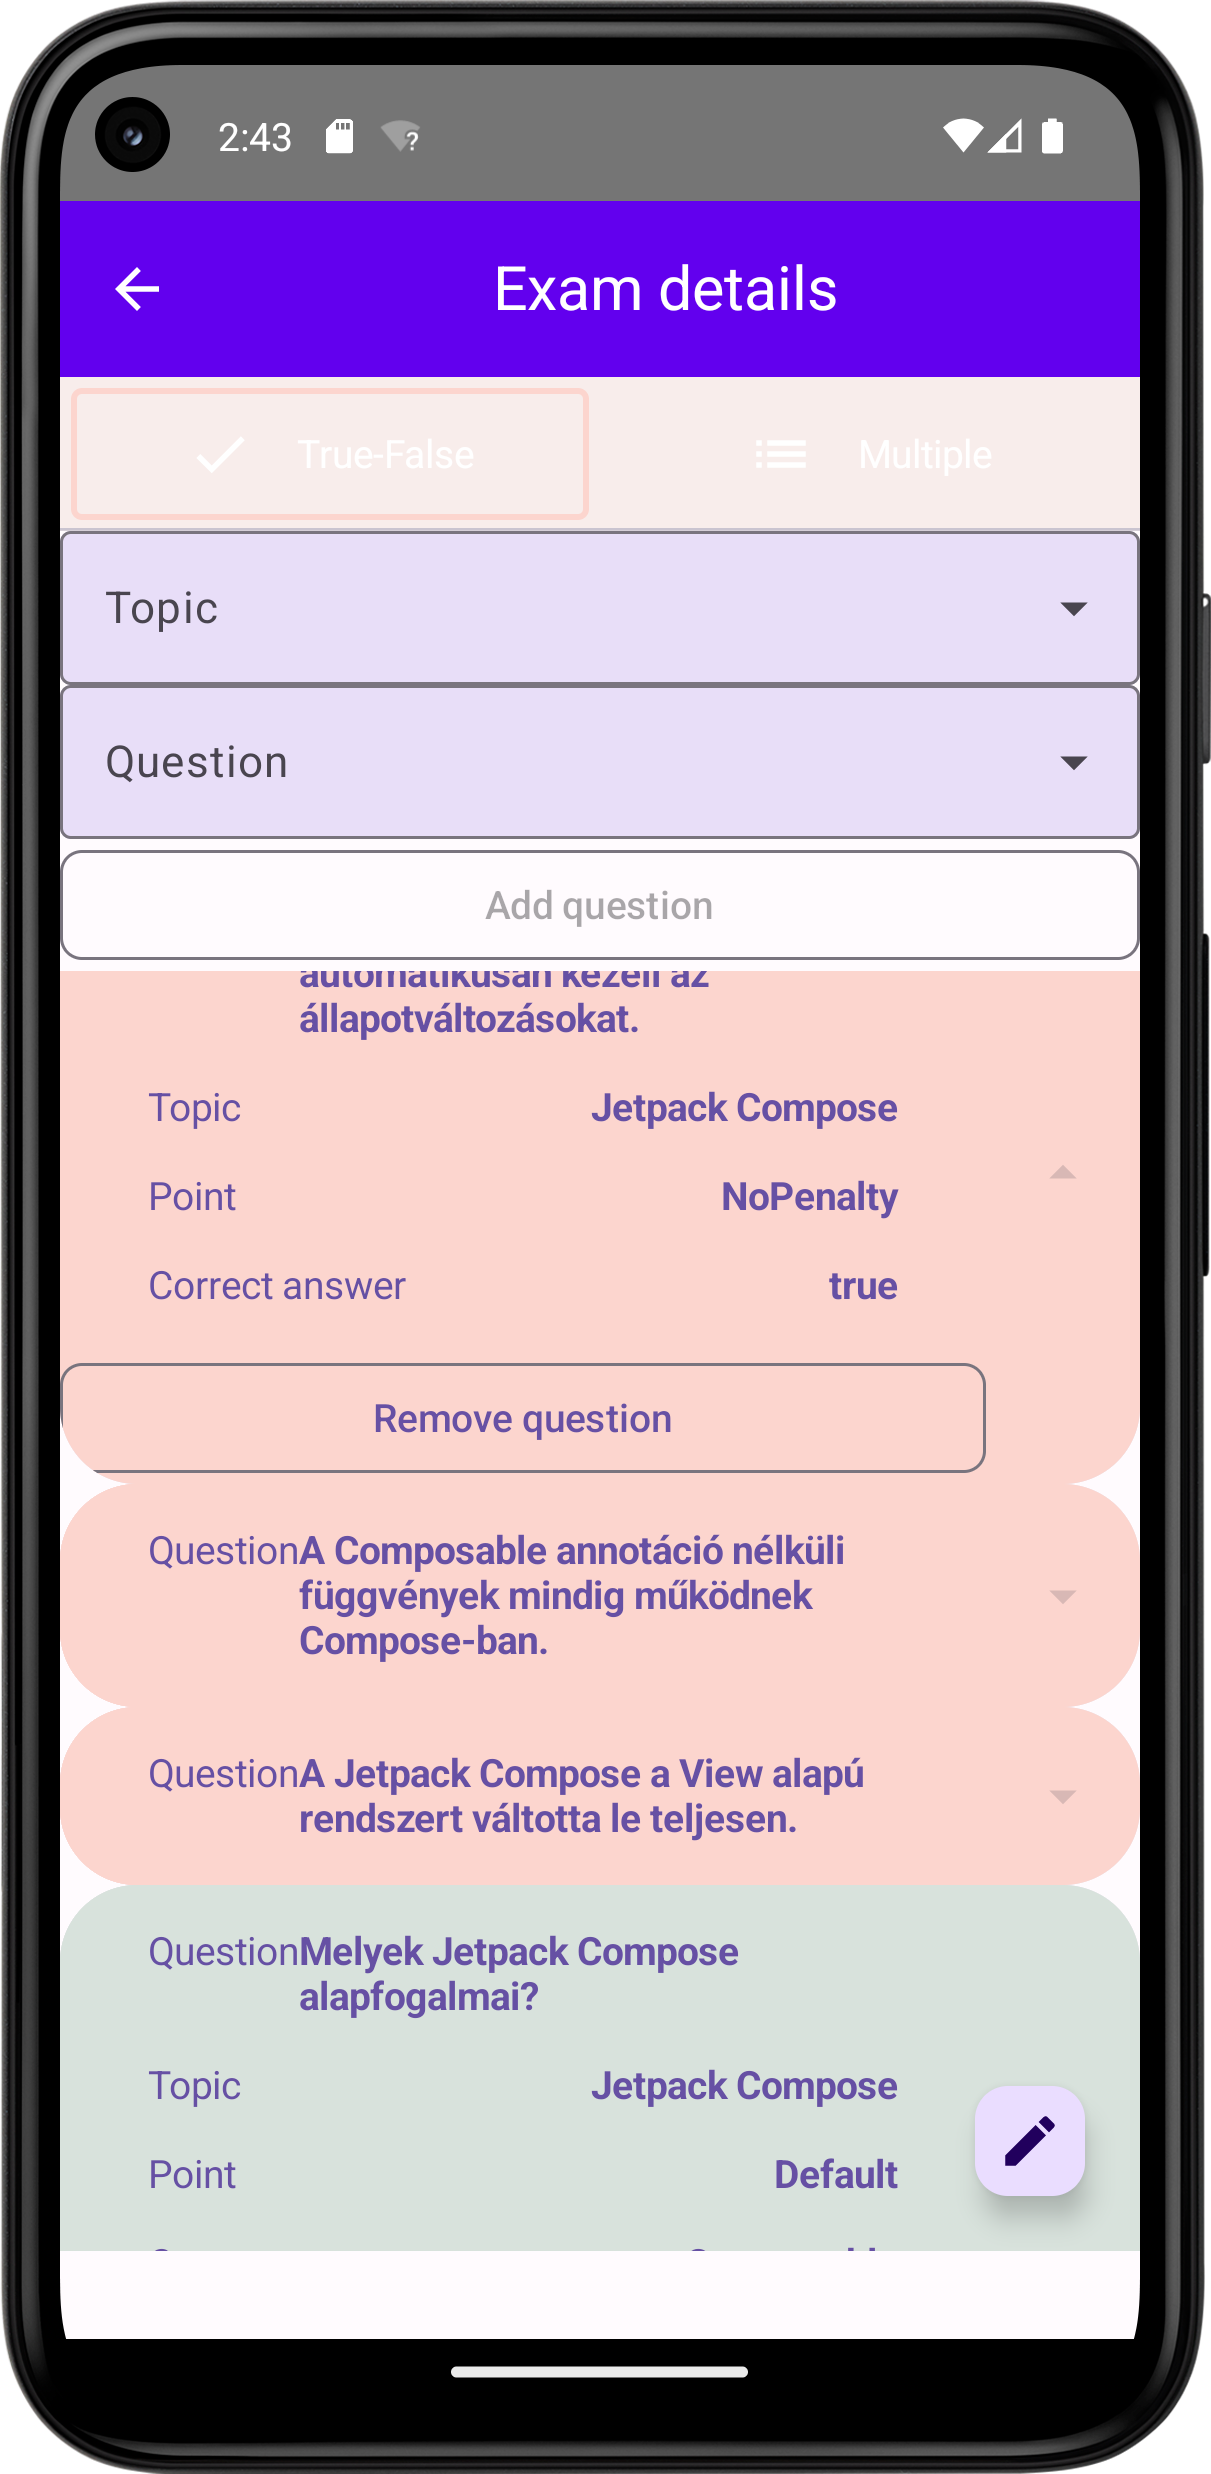 2:43
Exam details
True-False
Multiple
Topic
Question
Add question
automatikusan kezeli az
állapotváltozásokat.
Topic
Jetpack Compose
Point
NoPenalty
Correct answer
true
Remove question
Question
A Composable annotáció nélküli
függvények mindig működnek
Compose-ban.
Question
A Jetpack Compose a View alapú
rendszert váltotta le teljesen.
Question
Melyek Jetpack Compose
alapfogalmai?
Topic
Jetpack Compose
Point
Default